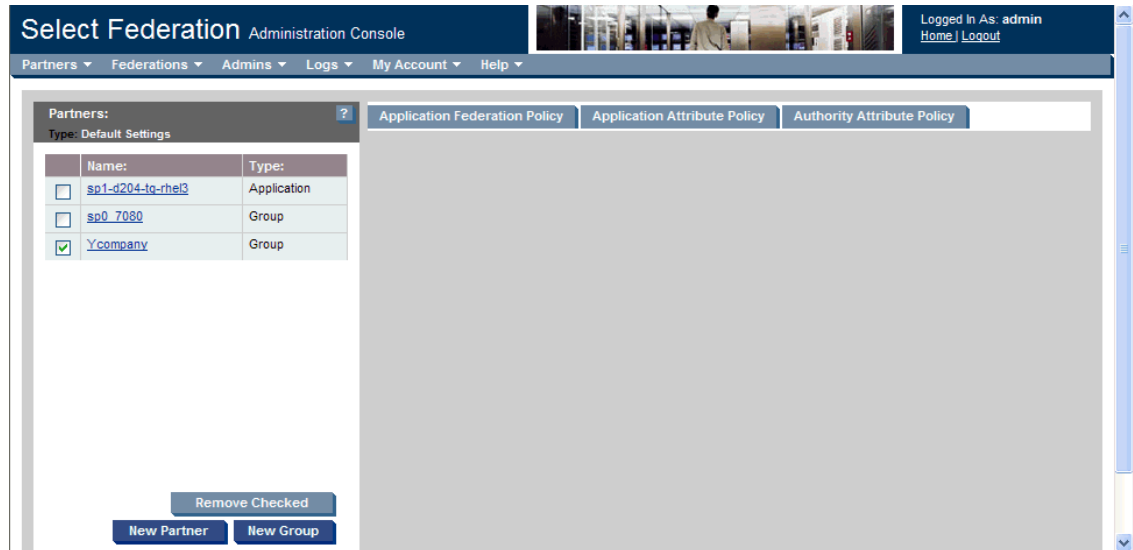 Select Federation Administration Console
Logged In As: admin
Home | Logout
Partners Federations Admins Logs My Account Help
Partners: ?
Type: Default Settings
Application Federation Policy Application Attribute Policy Authority Attribute Policy
Name: Type:
sp1-d204-tg-rhel3 Application
sp0_7080 Group
Ycompany Group
Remove Checked
New Partner New Group